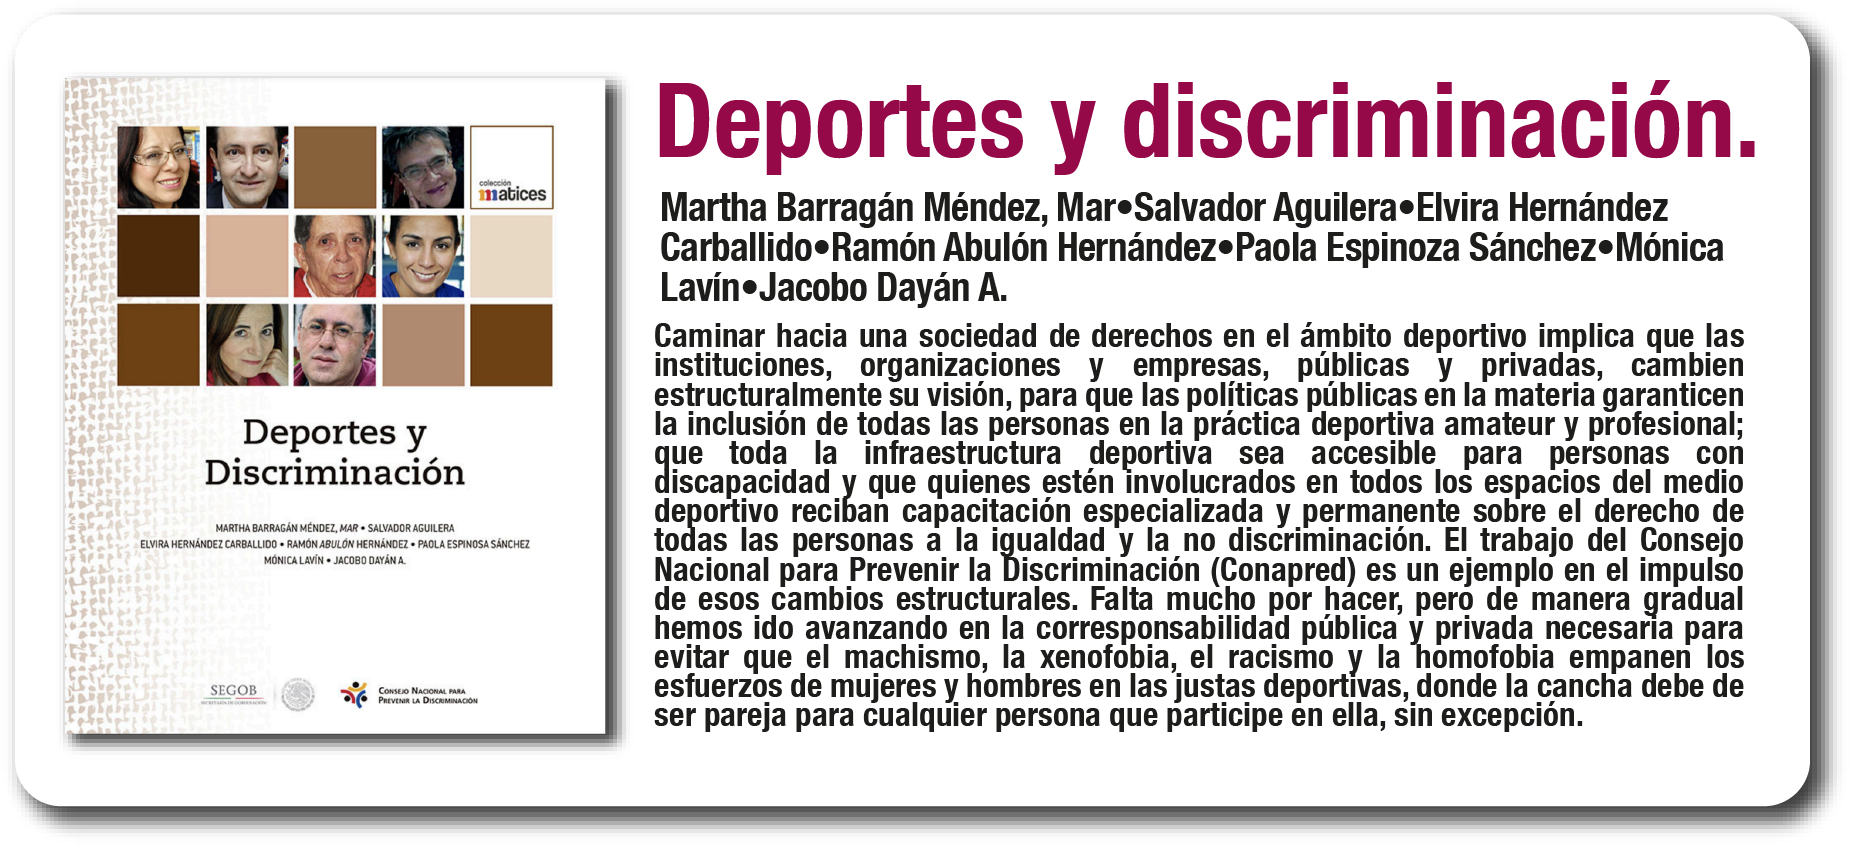 colección
matices
Deportes y
Discriminación
MARTHA BARRAGÁN MÉNDEZ, MAR • SALVADOR AGUILERA
ELVIRA HERNÁNDEZ CARBALLIDO • RAMÓN ABULÓN HERNÁNDEZ • PAOLA ESPINOSA SÁNCHEZ
MÓNICA LAVÍN • JACOBO DAYÁN A.
SEGOB
SECRETARÍA DE GOBERNACIÓN
CONSEJO NACIONAL PARA
PREVENIR LA DISCRIMINACIÓN
Deportes y discriminación.
Martha Barragán Méndez, Mar•Salvador Aguilera•Elvira Hernández
Carballido•Ramón Abulón Hernández•Paola Espinoza Sánchez•Mónica
Lavín•Jacobo Dayán A.
Caminar hacia una sociedad de derechos en el ámbito deportivo implica que las
instituciones, organizaciones y empresas, públicas y privadas, cambien
estructuralmente su visión, para que las políticas públicas en la materia garanticen
la inclusión de todas las personas en la práctica deportiva amateur y profesional;
que toda la infraestructura deportiva sea accesible para personas con
discapacidad y que quienes estén involucrados en todos los espacios del medio
deportivo reciban capacitación especializada y permanente sobre el derecho de
todas las personas a la igualdad y la no discriminación. El trabajo del Consejo
Nacional para Prevenir la Discriminación (Conapred) es un ejemplo en el impulso
de esos cambios estructurales. Falta mucho por hacer, pero de manera gradual
hemos ido avanzando en la corresponsabilidad pública y privada necesaria para
evitar que el machismo, la xenofobia, el racismo y la homofobia empanen los
esfuerzos de mujeres y hombres en las justas deportivas, donde la cancha debe de
ser pareja para cualquier persona que participe en ella, sin excepción.